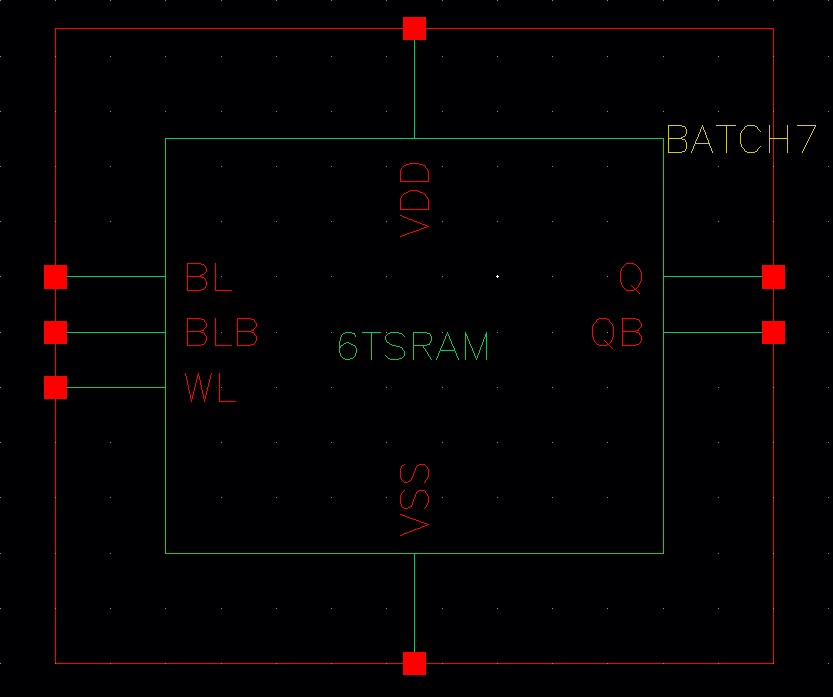 BATCH7
VDD
BL
Q
BLB
QB
6TSRAM
WL
VSS